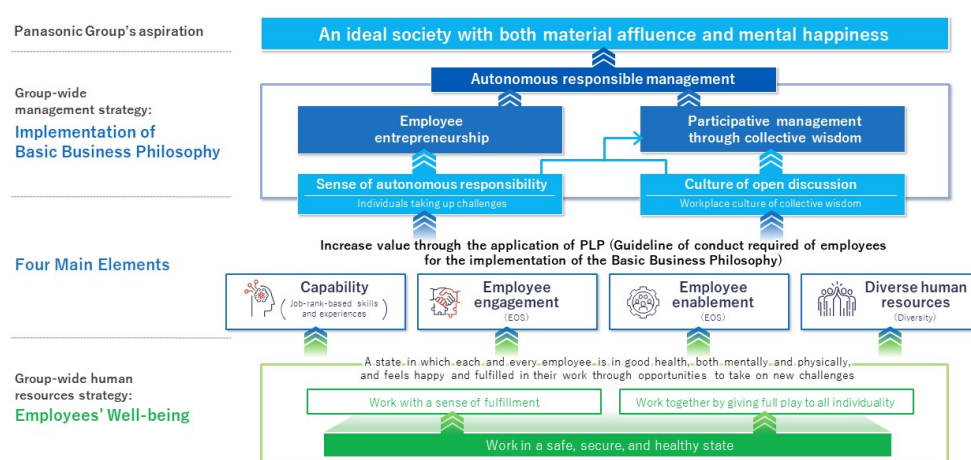 Panasonic Group's aspiration
An ideal society with both material affluence and mental happiness
Autonomous responsible management
Group-wide
management strategy:
Implementation of
Basic Business Philosophy
Employee
entrepreneurship
Participative management
through collective wisdom
Sense of autonomous responsibility
Individuals taking up challenges
Culture of open discussion
Workplace culture of collective wisdom
Increase value through the application of PLP (Guideline of conduct required of employees
for the implementation of the Basic Business Philosophy)
Four Main Elements
Capability
(Job-rank-based skills
and experiences)
Employee
engagement
(EOS)
Employee
enablement
(EOS)
Diverse human
resources
(Diversity)
A state in which each and every employee is in good health, both mentally and physically,
and feels happy and fulfilled in their work through opportunities to take on new challenges
Group-wide human
resources strategy:
Employees' Well-being
Work with a sense of fulfillment
Work together by giving full play to all individuality
Work in a safe, secure, and healthy state